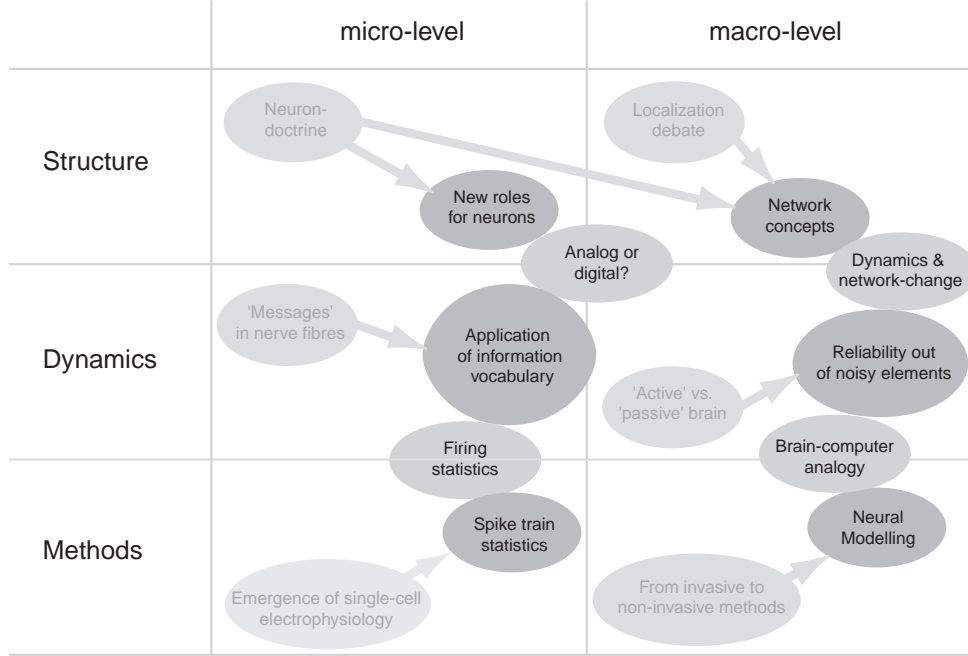 micro-level
macro-level
Structure
Neuron-
doctrine
Localization
debate
New roles
for neurons
Network
concepts
Analog or
digital?
Dynamics &
network-change
Dynamics
'Messages'
in nerve fibres
Application
of information
vocabulary
Reliability out
of noisy elements
'Active' vs.
'passive' brain
Firing
statistics
Brain-computer
analogy
Methods
Spike train
statistics
Neural
Modelling
Emergence of single-cell
electrophysiology
From invasive to
non-invasive methods